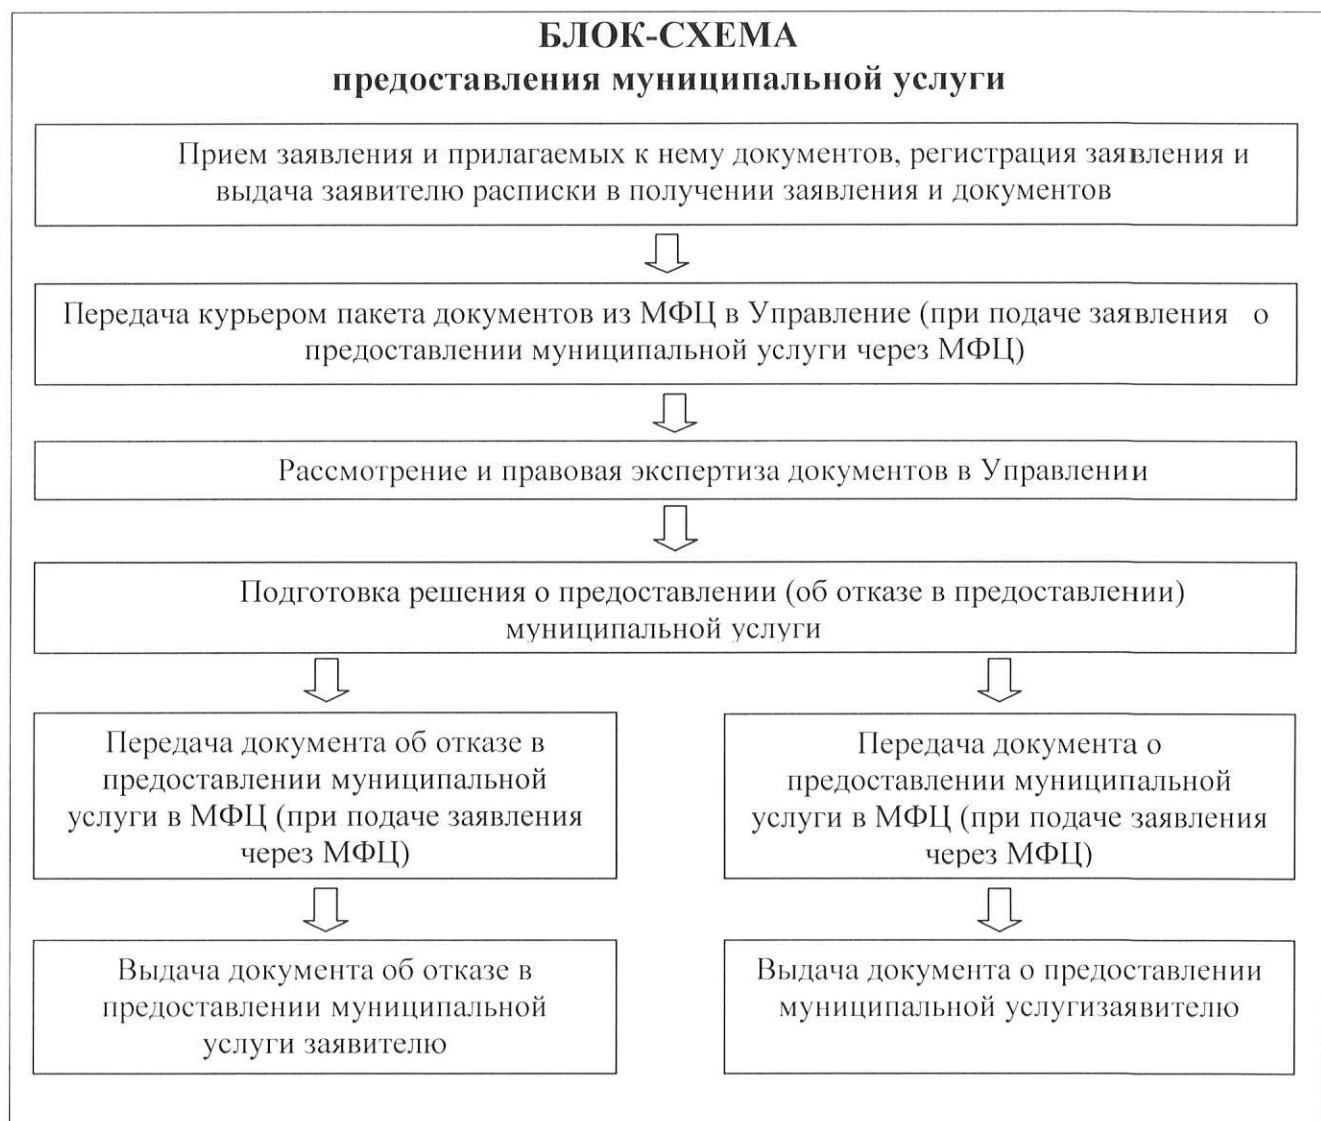 БЛОК-СХЕМА
предоставления муниципальной услуги
Прием заявления и прилагаемых к нему документов, регистрация заявления и
выдача заявителю расписки в получении заявления и документов
Передача курьером пакета документов из МФЦ в Управление (при подаче заявления о
предоставлении муниципальной услуги через МФЦ)
Рассмотрение и правовая экспертиза документов в Управлении
Подготовка решения о предоставлении (об отказе в предоставлении)
муниципальной услуги
Передача документа об отказе в
предоставлении муниципальной
услуги в МФЦ (при подаче заявления
через МФЦ)
Передача документа о
предоставлении муниципальной
услуги в МФЦ (при подаче заявления
через МФЦ)
Выдача документа об отказе в
предоставлении муниципальной
услуги заявителю
Выдача документа о предоставлении
муниципальной услугизаявителю